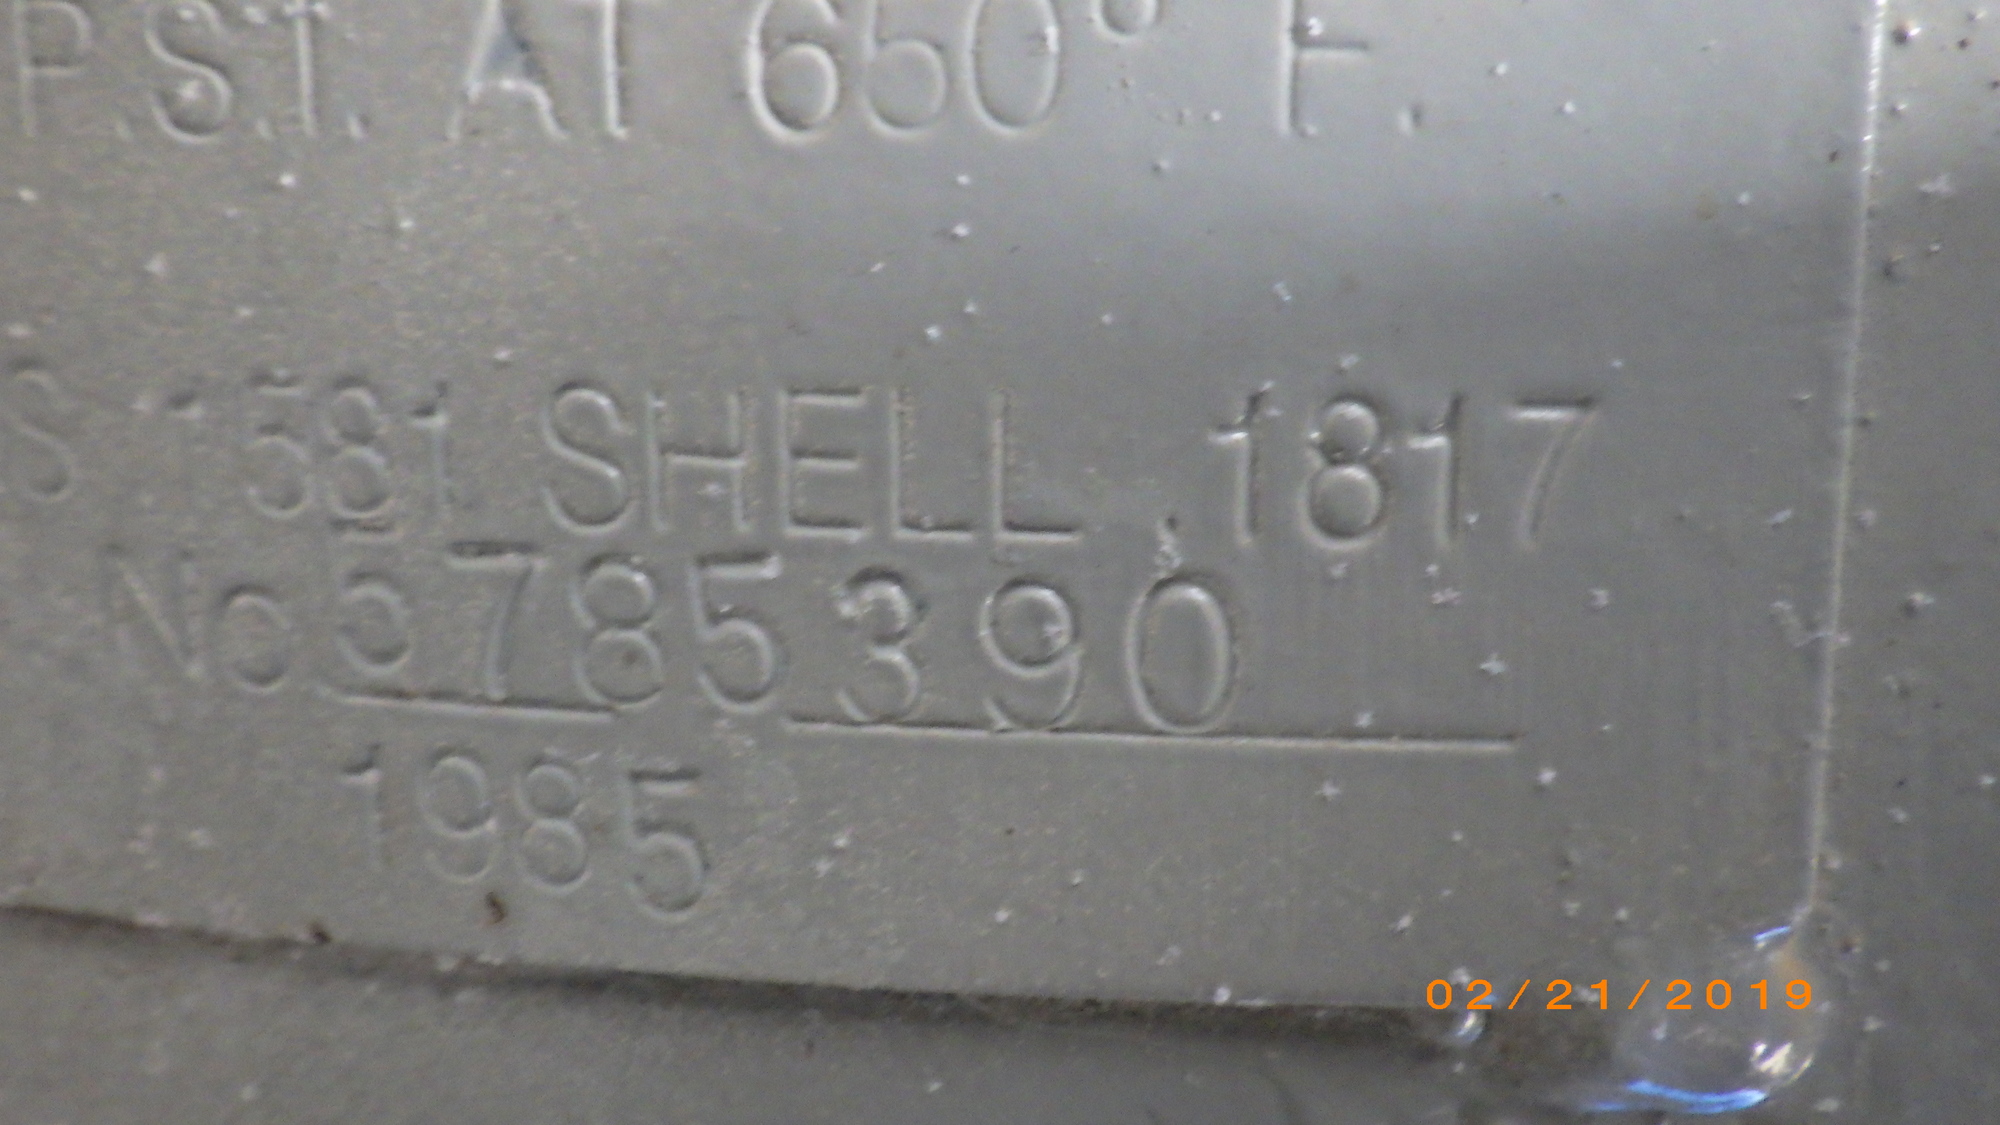 P.S.I. AT 650° F.
S 1581 SHELL 1817
No 5785390
1985
02/21/2019